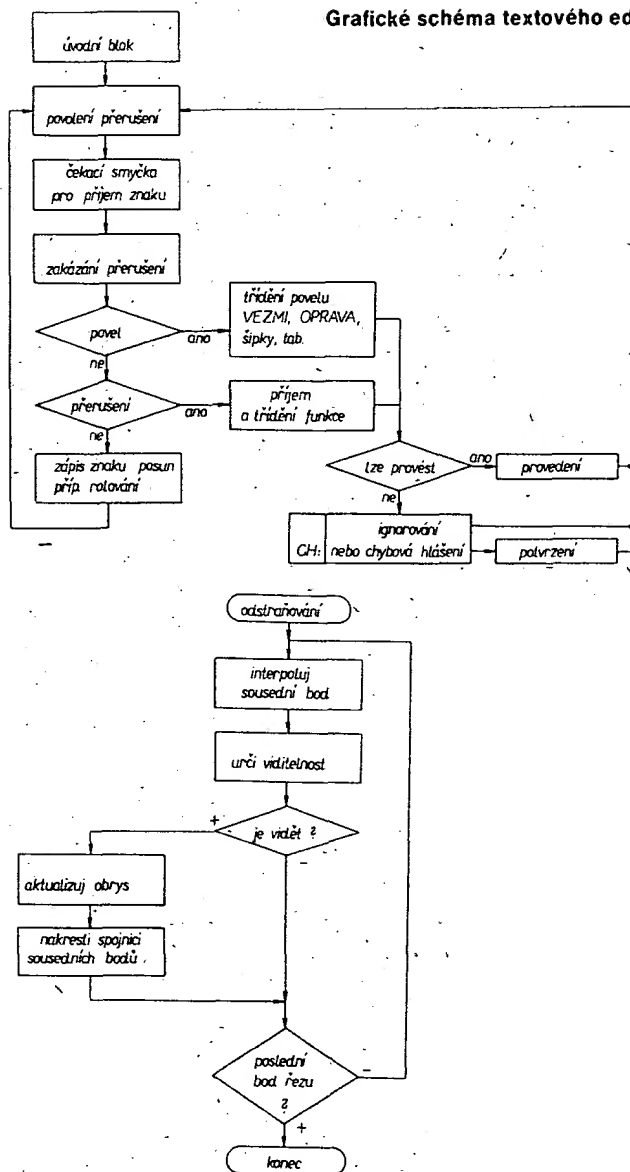 Grafické schéma textového ed
úvodní blok
povolení přerušení
čekací smyčka
pro příjem znaku
zakázání přerušení
povel
ano
ne
třídění povelu
VEZMI, OPRAVA,
šipky, tab.
přerušení
ano
ne
příjem
a třídění funkce
zápis znaku posun
příp. rolování
lze provést
ano
ne
provedení
ignorování
CH: nebo chybová hlášení
potvrzení
odstraňování
interpoluj
sousední bod
urči viditelnost
je vidět ?
+
-
aktualizuj obrys
nakresli spojnici
sousedních bodů
poslední
bod řezu
?
-
+
konec